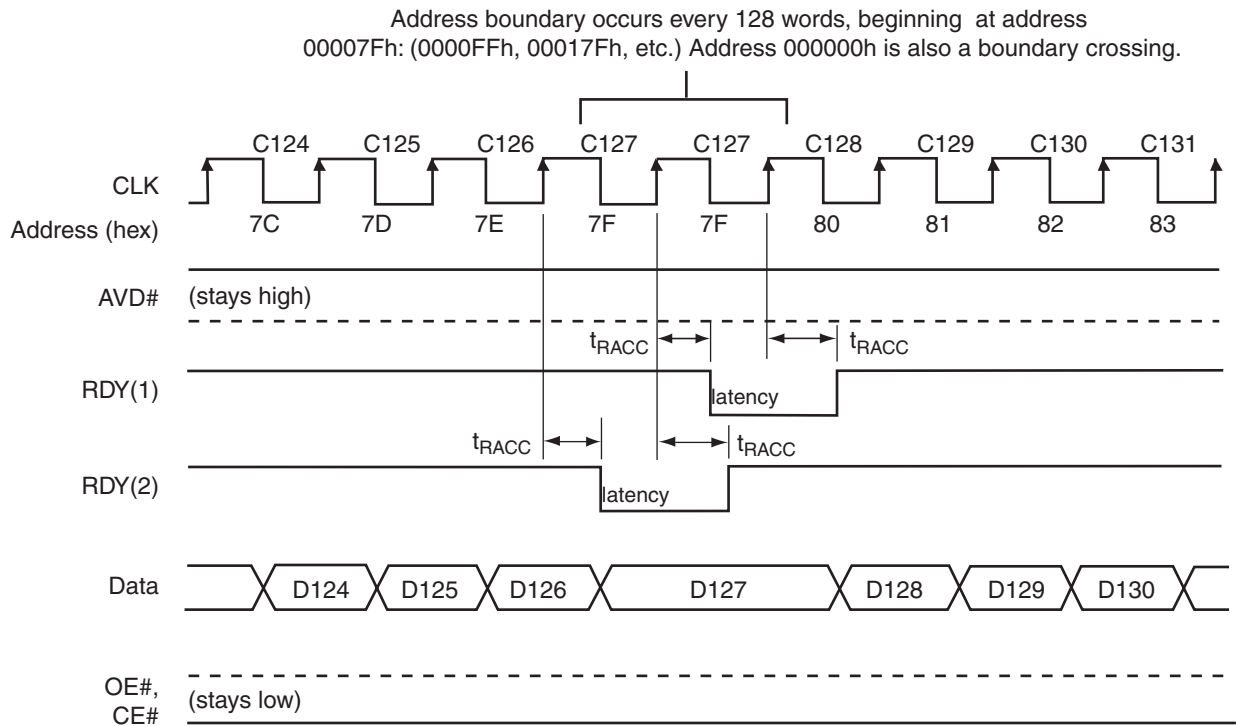 Address boundary occurs every 128 words, beginning at address
00007Fh: (0000FFh, 00017Fh, etc.) Address 000000h is also a boundary crossing.
C124 C125 C126 C127 C127 C128 C129 C130 C131
CLK
Address (hex) 7C 7D 7E 7F 7F 80 81 82 83
AVD# (stays high)
tRACC tRACC
RDY(1) latency
tRACC tRACC
RDY(2) latency
Data D124 D125 D126 D127 D128 D129 D130
OE#,
CE# (stays low)